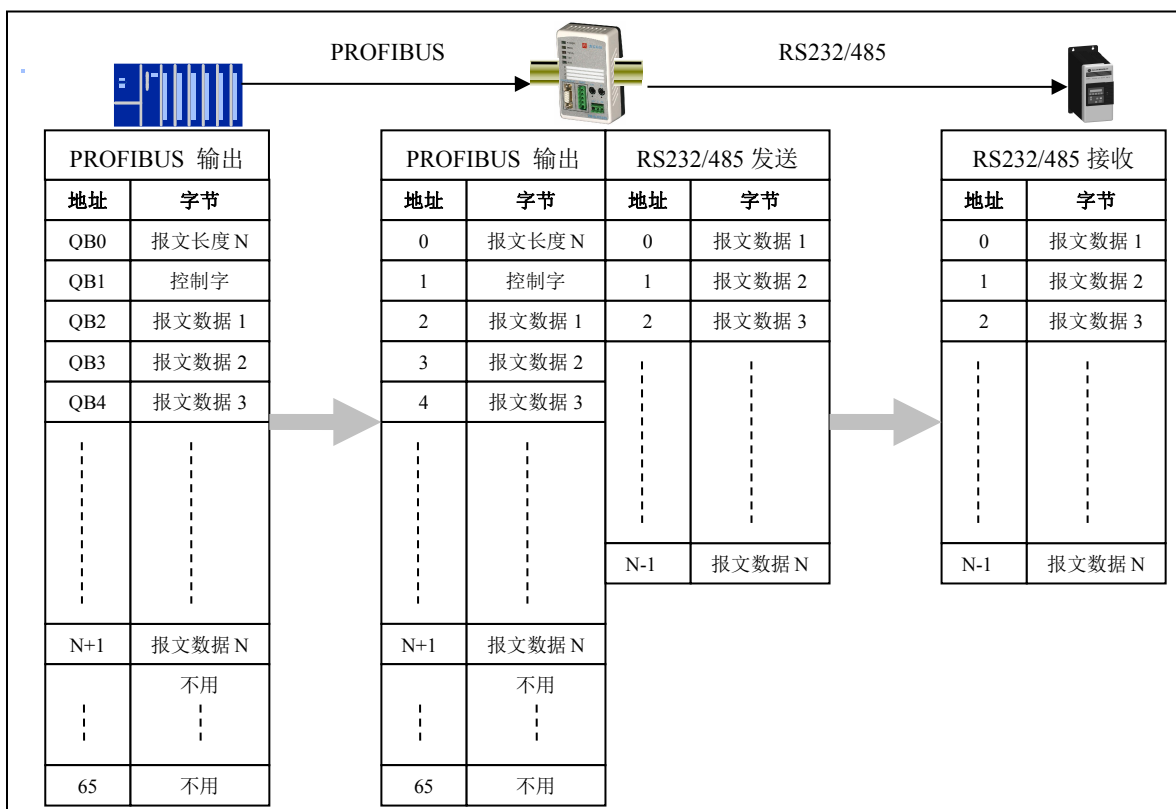 PROFIBUS RS232/485
PROFIBUS 输出 PROFIBUS 输出 RS232/485 发送 RS232/485 接收
地址 字节 地址 字节 地址 字节 地址 字节
QB0 报文长度 N 0 报文长度 N 0 报文数据 1 0 报文数据 1
QB1 控制字 1 控制字 1 报文数据 2 1 报文数据 2
QB2 报文数据 1 2 报文数据 1 2 报文数据 3 2 报文数据 3
QB3 报文数据 2 3 报文数据 2
QB4 报文数据 3 4 报文数据 3
N-1 报文数据 N N-1 报文数据 N
N+1 报文数据 N N+1 报文数据 N
不用 不用
65 不用 65 不用